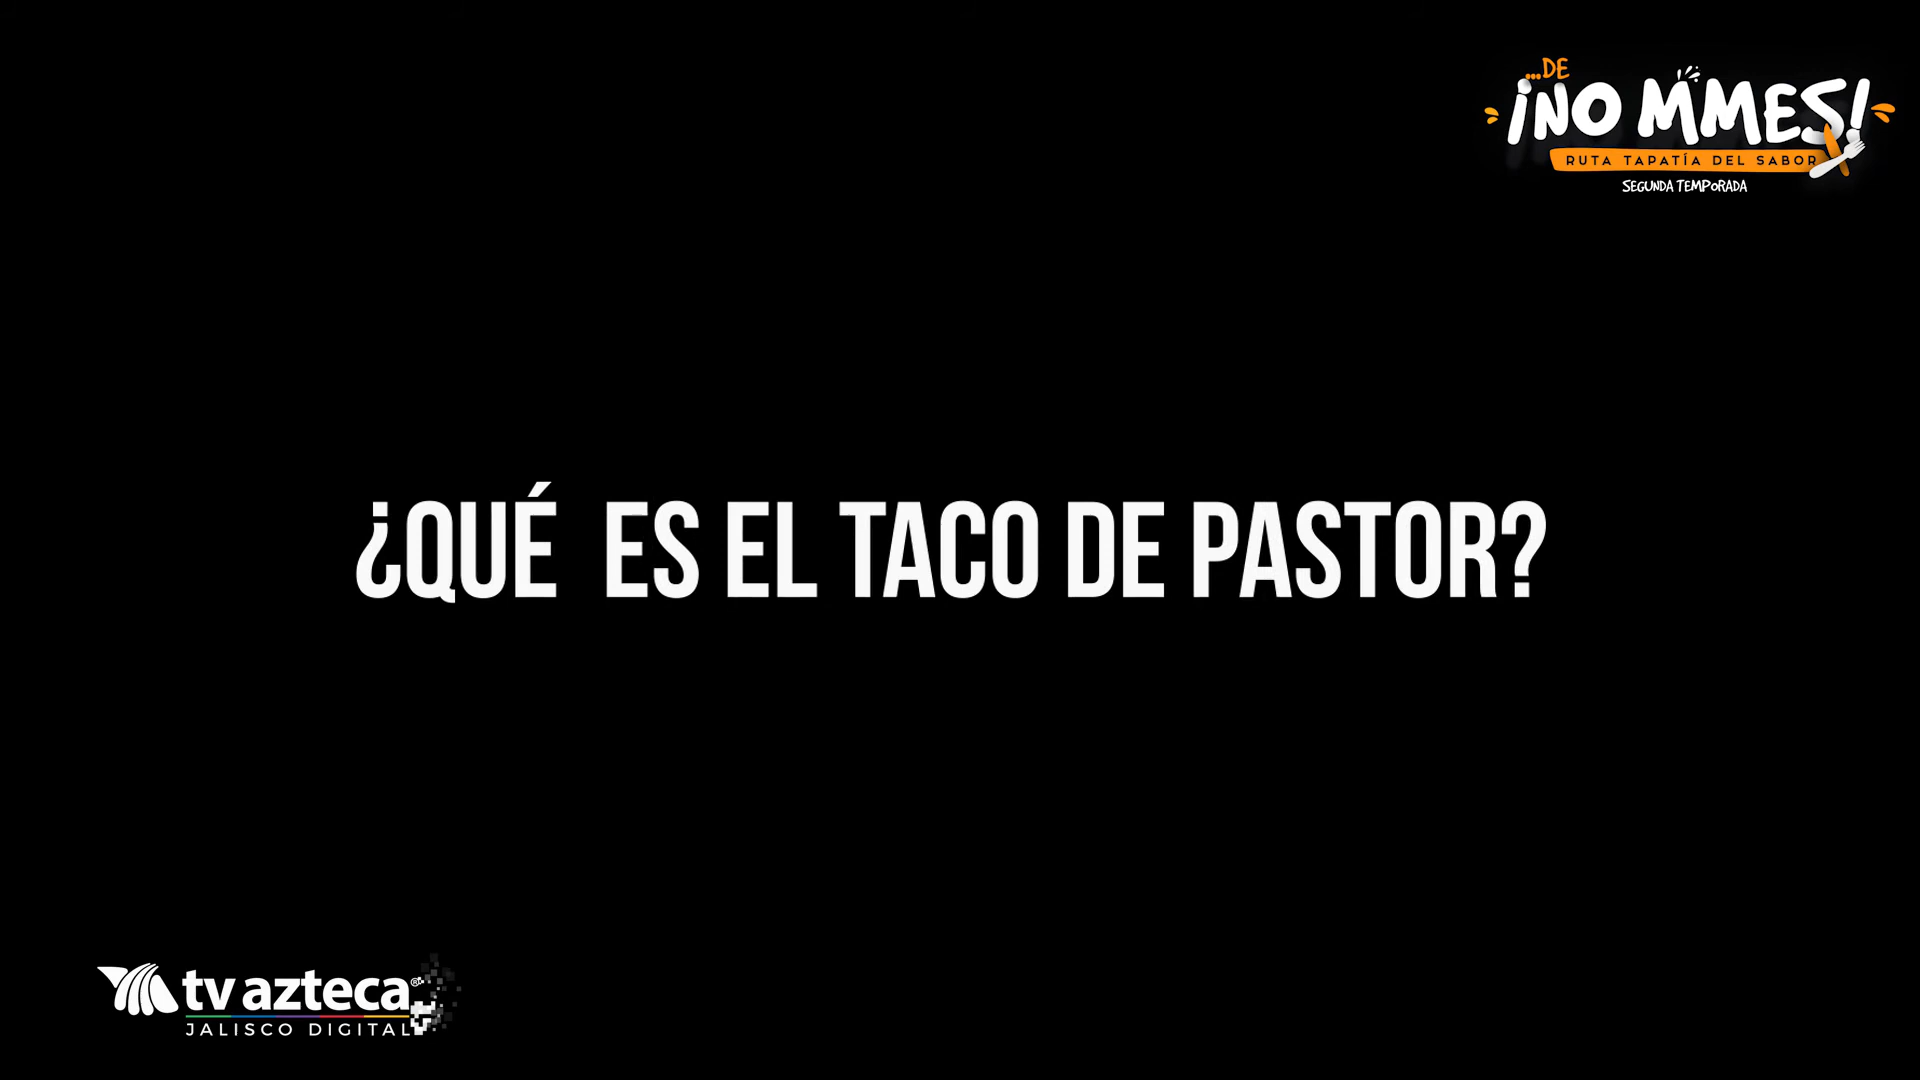 ...DE
¡NO MMES!
RUTA TAPATÍA DEL SABOR
SEGUNDA TEMPORADA
¿QUÉ  ES EL TACO DE PASTOR?
tv azteca®
JALISCO DIGITAL